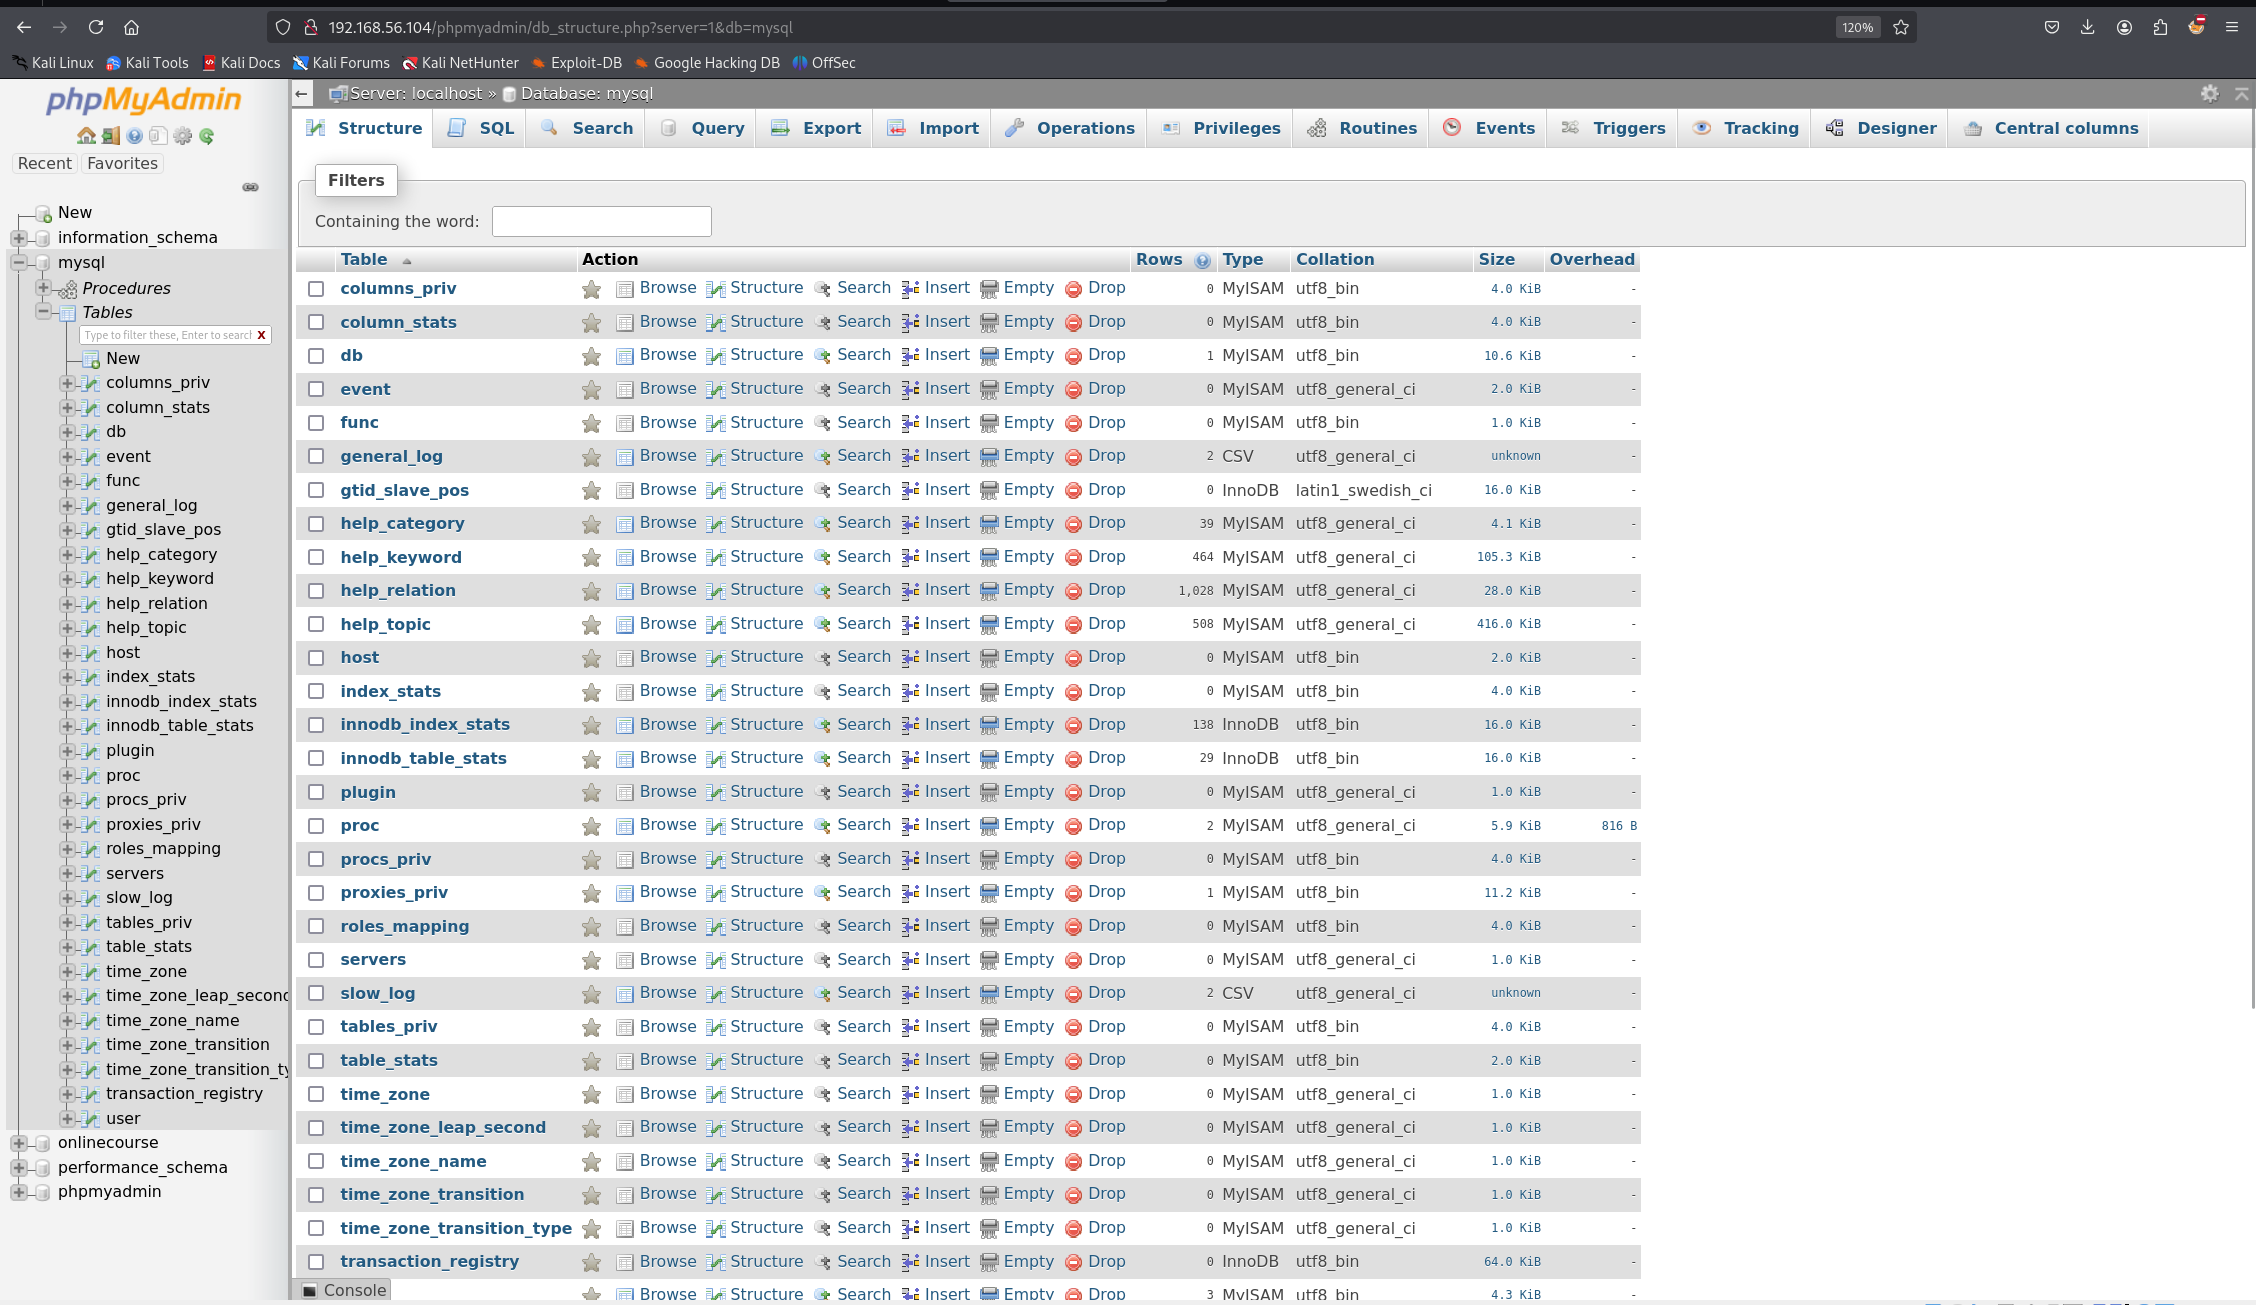 192.168.56.104/phpmyadmin/db_structure.php?server=1&db=mysql 120%
Kali Linux Kali Tools Kali Docs Kali Forums Kali NetHunter Exploit-DB Google Hacking DB OffSec
phpMyAdmin
Recent Favorites
New
information_schema
mysql
Procedures
Tables
Type to filter these, Enter to search X
New
columns_priv
column_stats
db
event
func
general_log
gtid_slave_pos
help_category
help_keyword
help_relation
help_topic
host
index_stats
innodb_index_stats
innodb_table_stats
plugin
proc
procs_priv
proxies_priv
roles_mapping
servers
slow_log
tables_priv
table_stats
time_zone
time_zone_leap_second
time_zone_name
time_zone_transition
time_zone_transition_ty
transaction_registry
user
onlinecourse
performance_schema
phpmyadmin
Server: localhost » Database: mysql
Structure SQL Search Query Export Import Operations Privileges Routines Events Triggers Tracking Designer Central columns
Filters
Containing the word:
Table Action Rows Type Collation Size Overhead
columns_priv Browse Structure Search Insert Empty Drop 0 MyISAM utf8_bin 4.0 KiB -
column_stats Browse Structure Search Insert Empty Drop 0 MyISAM utf8_bin 4.0 KiB -
db Browse Structure Search Insert Empty Drop 1 MyISAM utf8_bin 10.6 KiB -
event Browse Structure Search Insert Empty Drop 0 MyISAM utf8_general_ci 2.0 KiB -
func Browse Structure Search Insert Empty Drop 0 MyISAM utf8_bin 1.0 KiB -
general_log Browse Structure Search Insert Empty Drop 2 CSV utf8_general_ci unknown -
gtid_slave_pos Browse Structure Search Insert Empty Drop 0 InnoDB latin1_swedish_ci 16.0 KiB -
help_category Browse Structure Search Insert Empty Drop 39 MyISAM utf8_general_ci 4.1 KiB -
help_keyword Browse Structure Search Insert Empty Drop 464 MyISAM utf8_general_ci 105.3 KiB -
help_relation Browse Structure Search Insert Empty Drop 1,028 MyISAM utf8_general_ci 28.0 KiB -
help_topic Browse Structure Search Insert Empty Drop 508 MyISAM utf8_general_ci 416.0 KiB -
host Browse Structure Search Insert Empty Drop 0 MyISAM utf8_bin 2.0 KiB -
index_stats Browse Structure Search Insert Empty Drop 0 MyISAM utf8_bin 4.0 KiB -
innodb_index_stats Browse Structure Search Insert Empty Drop 138 InnoDB utf8_bin 16.0 KiB -
innodb_table_stats Browse Structure Search Insert Empty Drop 29 InnoDB utf8_bin 16.0 KiB -
plugin Browse Structure Search Insert Empty Drop 0 MyISAM utf8_general_ci 1.0 KiB -
proc Browse Structure Search Insert Empty Drop 2 MyISAM utf8_general_ci 5.9 KiB 816 B
procs_priv Browse Structure Search Insert Empty Drop 0 MyISAM utf8_bin 4.0 KiB -
proxies_priv Browse Structure Search Insert Empty Drop 1 MyISAM utf8_bin 11.2 KiB -
roles_mapping Browse Structure Search Insert Empty Drop 0 MyISAM utf8_bin 4.0 KiB -
servers Browse Structure Search Insert Empty Drop 0 MyISAM utf8_general_ci 1.0 KiB -
slow_log Browse Structure Search Insert Empty Drop 2 CSV utf8_general_ci unknown -
tables_priv Browse Structure Search Insert Empty Drop 0 MyISAM utf8_bin 4.0 KiB -
table_stats Browse Structure Search Insert Empty Drop 0 MyISAM utf8_bin 2.0 KiB -
time_zone Browse Structure Search Insert Empty Drop 0 MyISAM utf8_general_ci 1.0 KiB -
time_zone_leap_second Browse Structure Search Insert Empty Drop 0 MyISAM utf8_general_ci 1.0 KiB -
time_zone_name Browse Structure Search Insert Empty Drop 0 MyISAM utf8_general_ci 1.0 KiB -
time_zone_transition Browse Structure Search Insert Empty Drop 0 MyISAM utf8_general_ci 1.0 KiB -
time_zone_transition_type Browse Structure Search Insert Empty Drop 0 MyISAM utf8_general_ci 1.0 KiB -
transaction_registry Browse Structure Search Insert Empty Drop 0 InnoDB utf8_bin 64.0 KiB -
Console Browse Structure Search Insert Empty Drop 3 MyISAM utf8_bin 4.3 KiB -